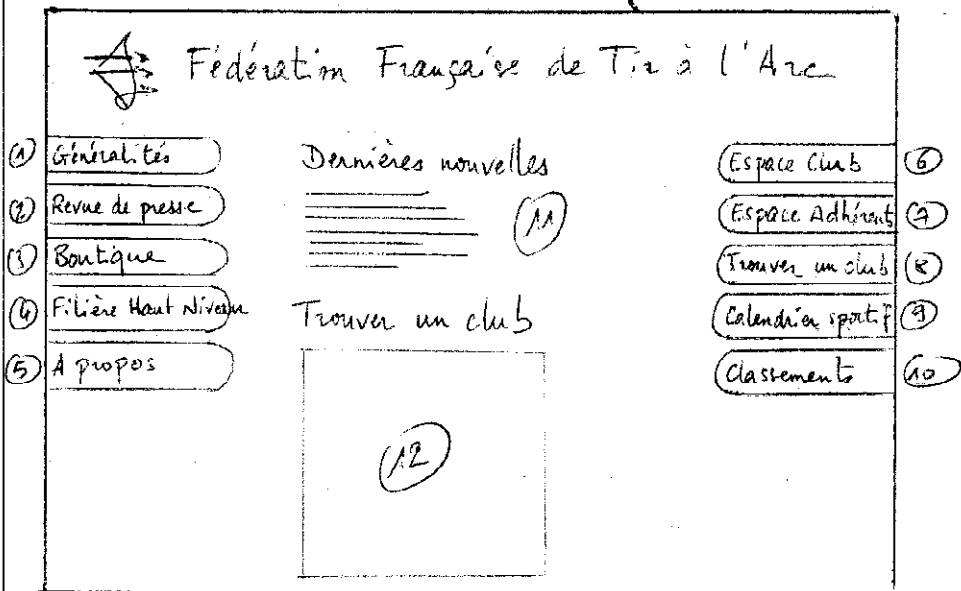 Fédération Française de Tir à l'Arc
① Généralités
② Revue de presse
③ Boutique
④ Filière Haut Niveau
⑤ A propos
Dernières nouvelles
⑪
Trouver un club
⑫
Espace Club ⑥
Espace Adhérent ⑦
Trouver un club ⑧
Calendrier sportif ⑨
Classements ⑩